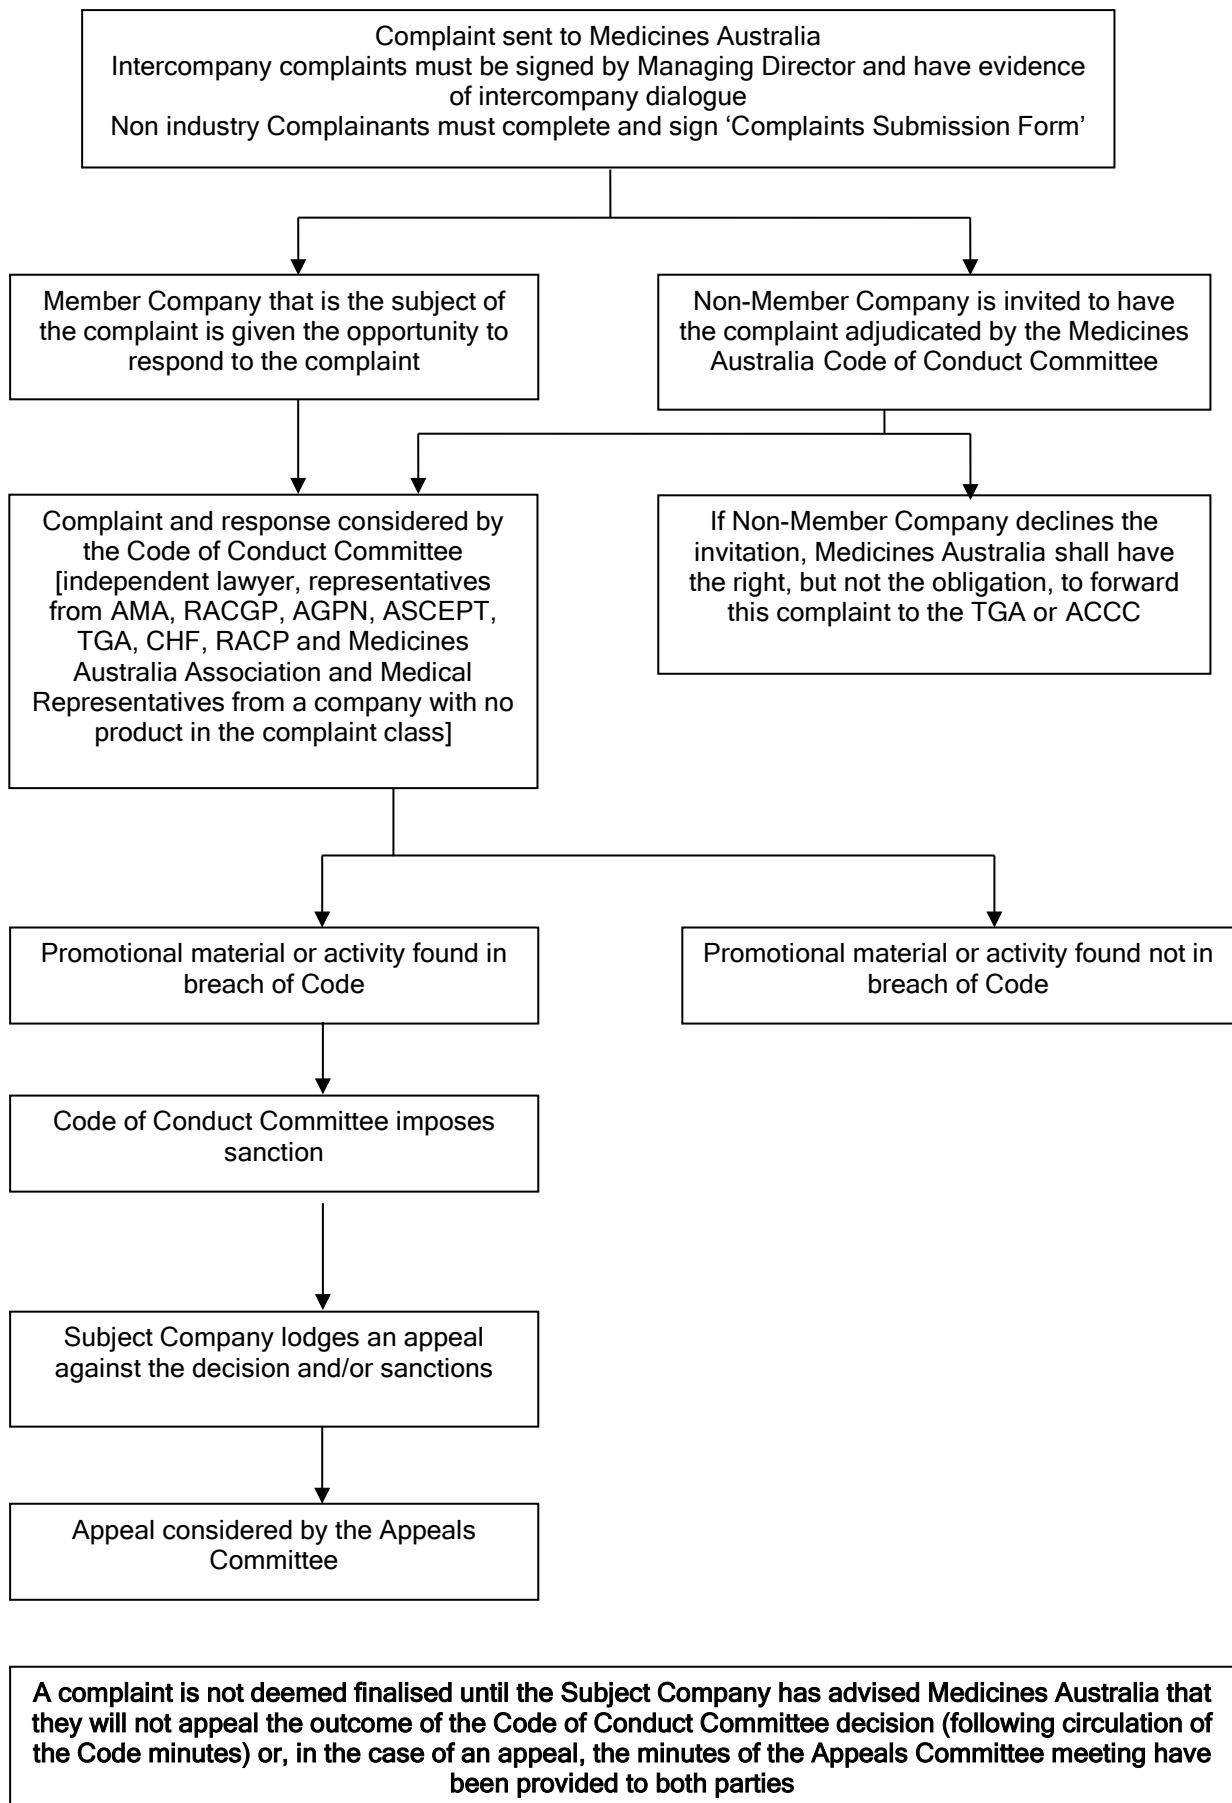 Complaint sent to Medicines Australia
Intercompany complaints must be signed by Managing Director and have evidence
of intercompany dialogue
Non industry Complainants must complete and sign ‘Complaints Submission Form’
Member Company that is the subject of
the complaint is given the opportunity to
respond to the complaint
Non-Member Company is invited to have
the complaint adjudicated by the Medicines
Australia Code of Conduct Committee
Complaint and response considered by
the Code of Conduct Committee
[independent lawyer, representatives
from AMA, RACGP, AGPN, ASCEPT,
TGA, CHF, RACP and Medicines
Australia Association and Medical
Representatives from a company with no
product in the complaint class]
If Non-Member Company declines the
invitation, Medicines Australia shall have
the right, but not the obligation, to forward
this complaint to the TGA or ACCC
Promotional material or activity found in
breach of Code
Promotional material or activity found not in
breach of Code
Code of Conduct Committee imposes
sanction
Subject Company lodges an appeal
against the decision and/or sanctions
Appeal considered by the Appeals
Committee
A complaint is not deemed finalised until the Subject Company has advised Medicines Australia that
they will not appeal the outcome of the Code of Conduct Committee decision (following circulation of
the Code minutes) or, in the case of an appeal, the minutes of the Appeals Committee meeting have
been provided to both parties